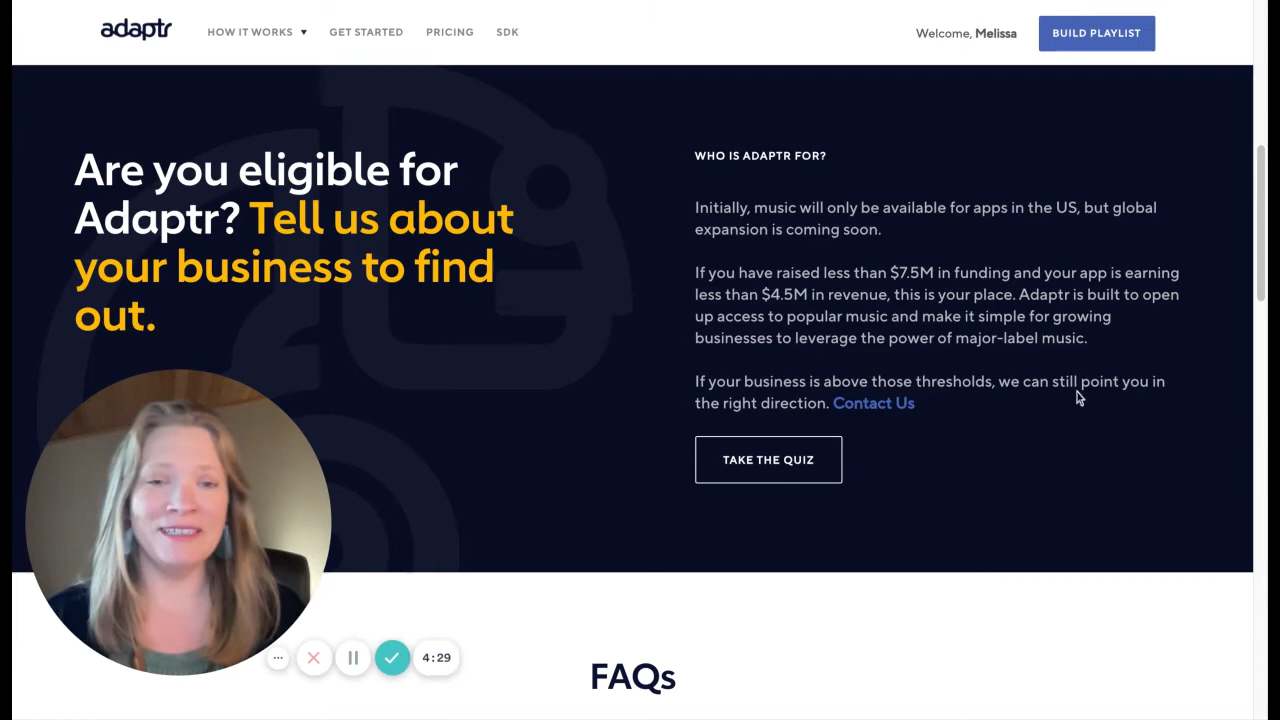 adaptr
HOW IT WORKS ▼ GET STARTED PRICING SDK
Welcome, Melissa
BUILD PLAYLIST
Are you eligible for
Adaptr? Tell us about
your business to find
out.
WHO IS ADAPTR FOR?
Initially, music will only be available for apps in the US, but global
expansion is coming soon.
If you have raised less than $7.5M in funding and your app is earning
less than $4.5M in revenue, this is your place. Adaptr is built to open
up access to popular music and make it simple for growing
businesses to leverage the power of major-label music.
If your business is above those thresholds, we can still point you in
the right direction. Contact Us
TAKE THE QUIZ
4:29
FAQs